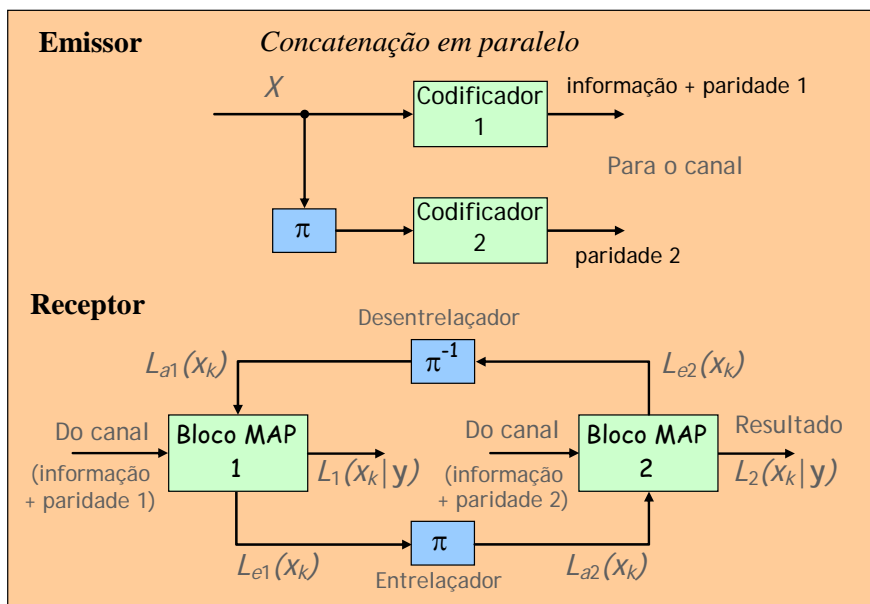 Emissor
Concatenação em paralelo
X
Codificador
1
informação + paridade 1
Para o canal
π
Codificador
2
paridade 2
Receptor
Desentrelaçador
π⁻¹
Lₐ₁(xₖ)
Lₑ₂(xₖ)
Do canal
(informação
+ paridade 1)
Bloco MAP
1
L₁(xₖ|y)
Do canal
(informação
+ paridade 2)
Bloco MAP
2
Resultado
L₂(xₖ|y)
Lₑ₁(xₖ)
π
Entrelaçador
Lₐ₂(xₖ)